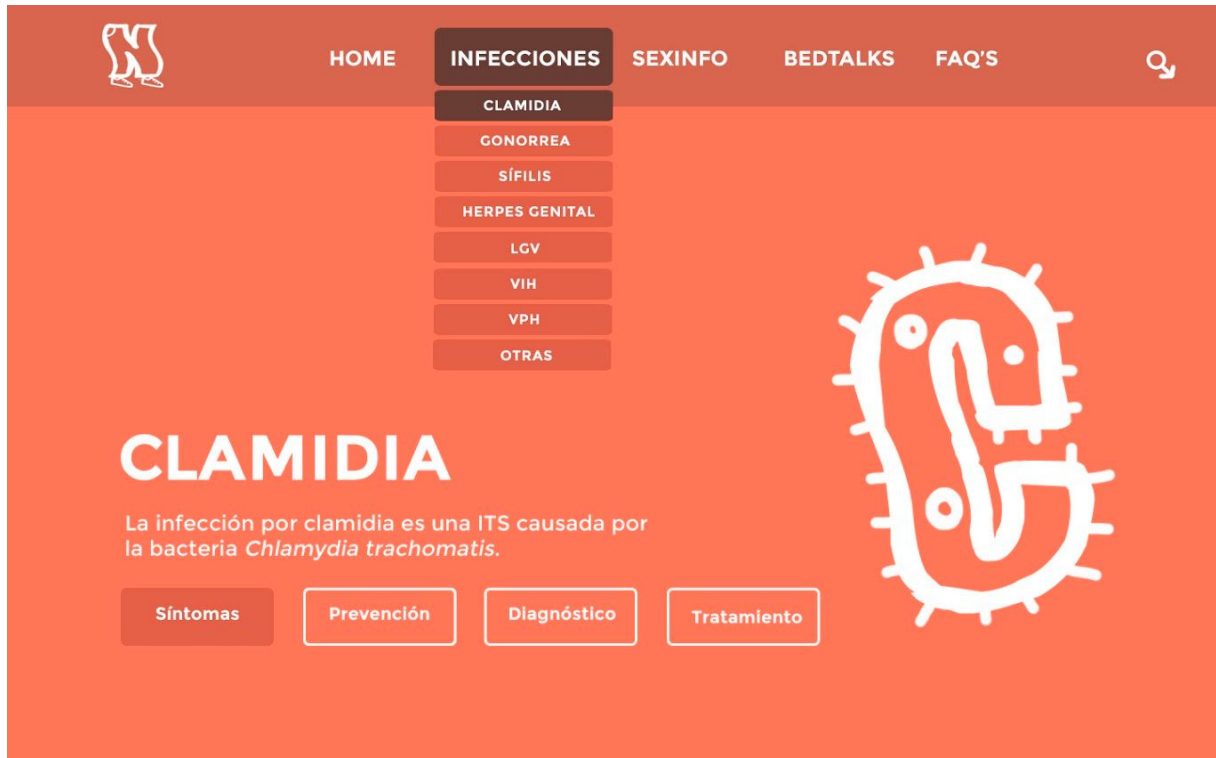 HOME INFECCIONES SEXINFO BEDTALKS FAQ'S
CLAMIDIA
GONORREA
SÍFILIS
HERPES GENITAL
LGV
VIH
VPH
OTRAS
CLAMIDIA
La infección por clamidia es una ITS causada por
la bacteria Chlamydia trachomatis.
Síntomas Prevención Diagnóstico Tratamiento